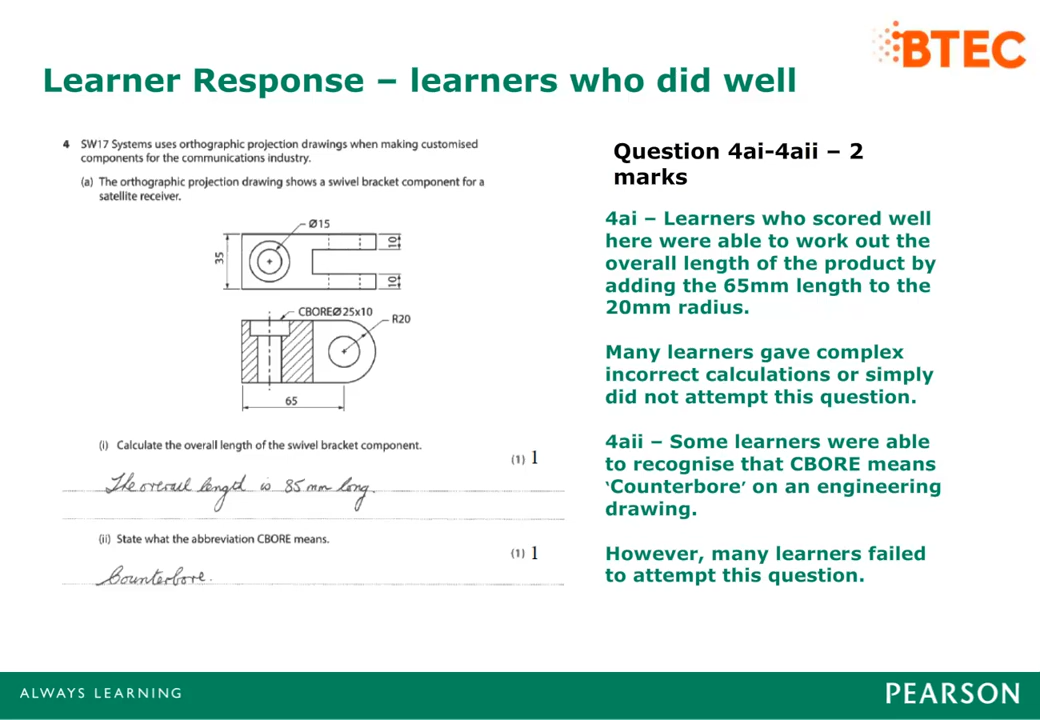 BTEC
Learner Response – learners who did well
4 SW17 Systems uses orthographic projection drawings when making customised
components for the communications industry.
(a) The orthographic projection drawing shows a swivel bracket component for a
satellite receiver.
Ø15
35
10
10
CBOREØ25x10
R20
65
(i) Calculate the overall length of the swivel bracket component.
(1) 1
The overall length is 85mm long.
(ii) State what the abbreviation CBORE means.
(1) 1
Counterbore.
Question 4ai-4aii – 2
marks
4ai – Learners who scored well
here were able to work out the
overall length of the product by
adding the 65mm length to the
20mm radius.
Many learners gave complex
incorrect calculations or simply
did not attempt this question.
4aii – Some learners were able
to recognise that CBORE means
‘Counterbore’ on an engineering
drawing.
However, many learners failed
to attempt this question.
ALWAYS LEARNING
PEARSON